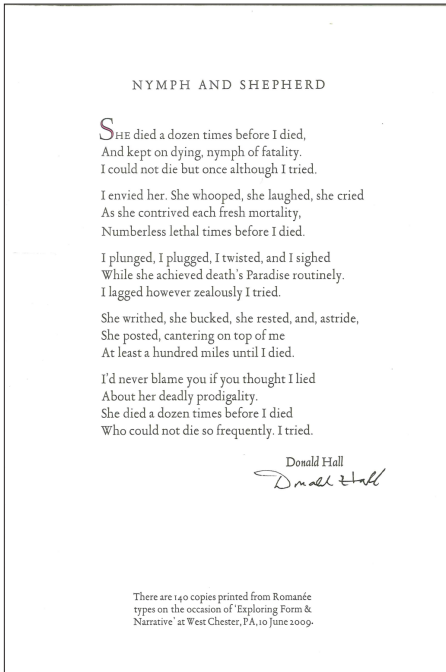 NYMPH AND SHEPHERD
SHE died a dozen times before I died,
And kept on dying, nymph of fatality.
I could not die but once although I tried.
I envied her. She whooped, she laughed, she cried
As she contrived each fresh mortality,
Numberless lethal times before I died.
I plunged, I plugged, I twisted, and I sighed
While she achieved death's Paradise routinely.
I lagged however zealously I tried.
She writhed, she bucked, she rested, and, astride,
She posted, cantering on top of me
At least a hundred miles until I died.
I'd never blame you if you thought I lied
About her deadly prodigality.
She died a dozen times before I died
Who could not die so frequently. I tried.
Donald Hall
Donald Hall
There are 140 copies printed from Romanée
types on the occasion of 'Exploring Form &
Narrative' at West Chester, PA, 10 June 2009.